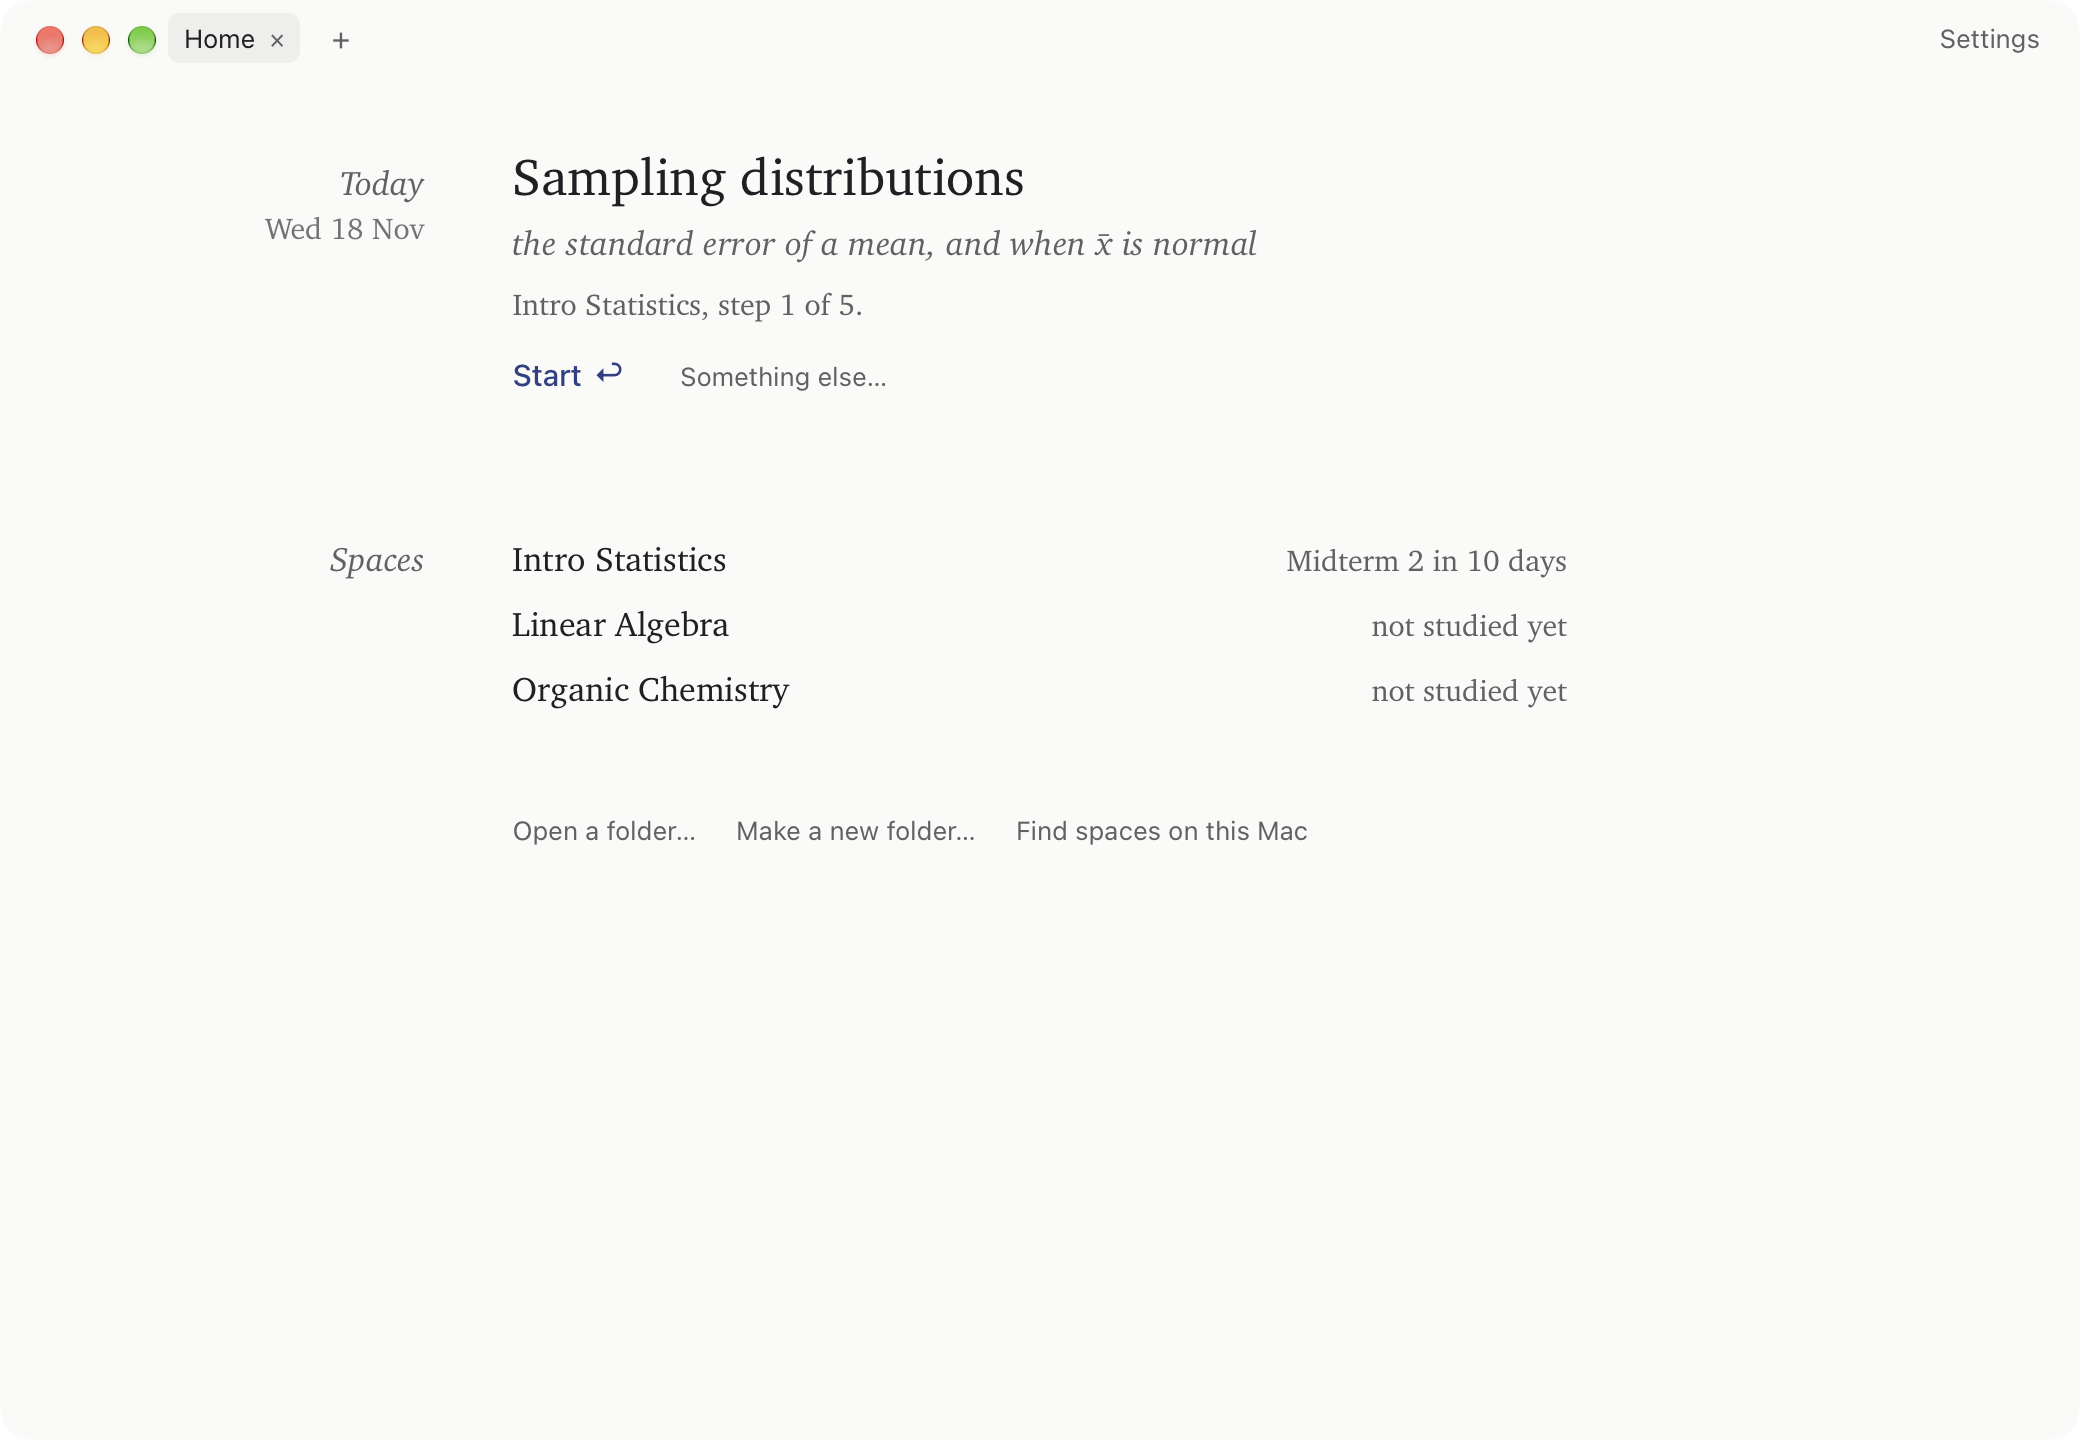 Home × +
Settings
Today
Wed 18 Nov
Sampling distributions
the standard error of a mean, and when x̄ is normal
Intro Statistics, step 1 of 5.
Start ↩ Something else...
Spaces
Intro Statistics Midterm 2 in 10 days
Linear Algebra not studied yet
Organic Chemistry not studied yet
Open a folder... Make a new folder... Find spaces on this Mac